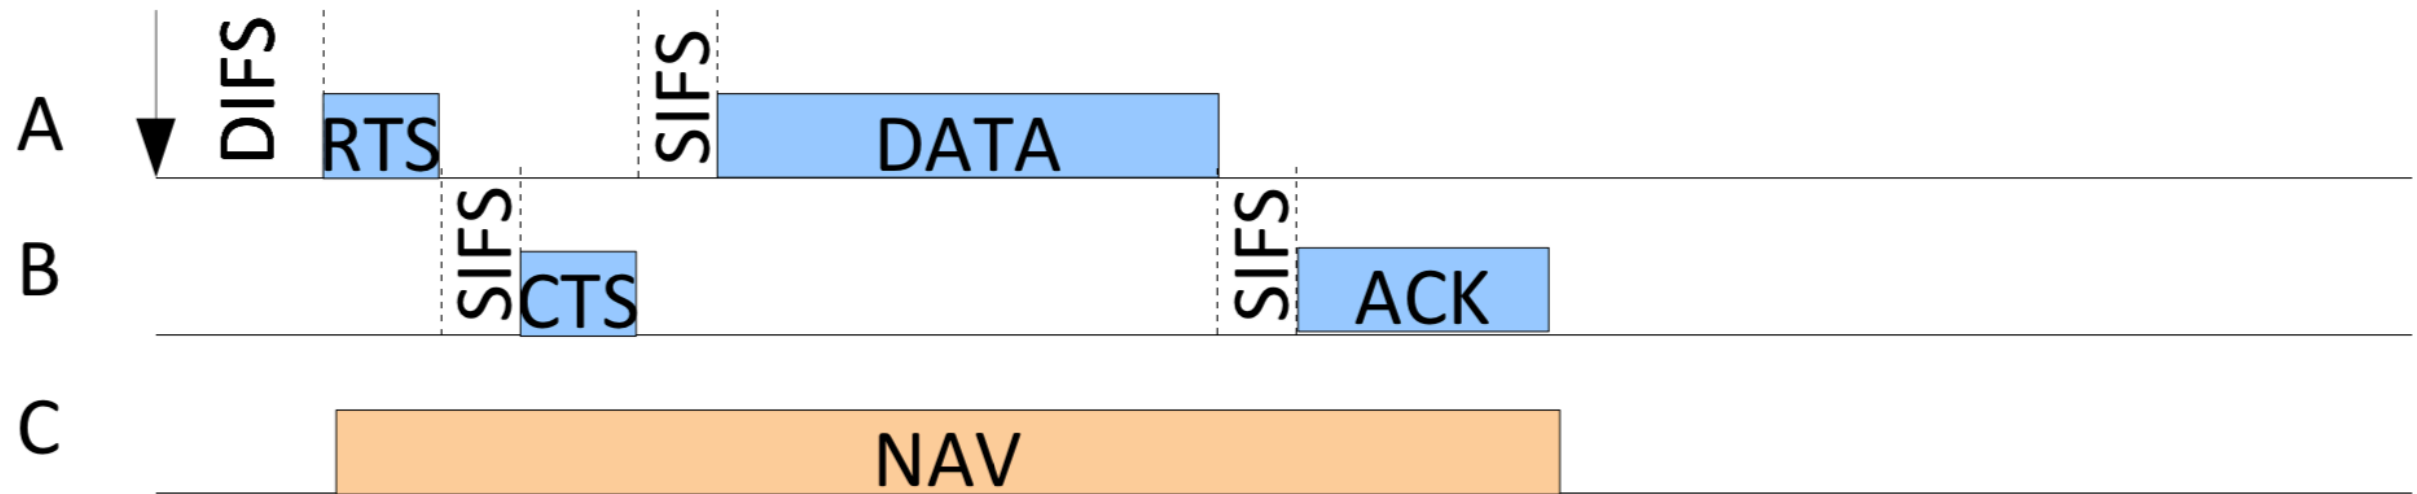 A DIFS RTS SIFS DATA
B SIFS CTS SIFS ACK
C NAV